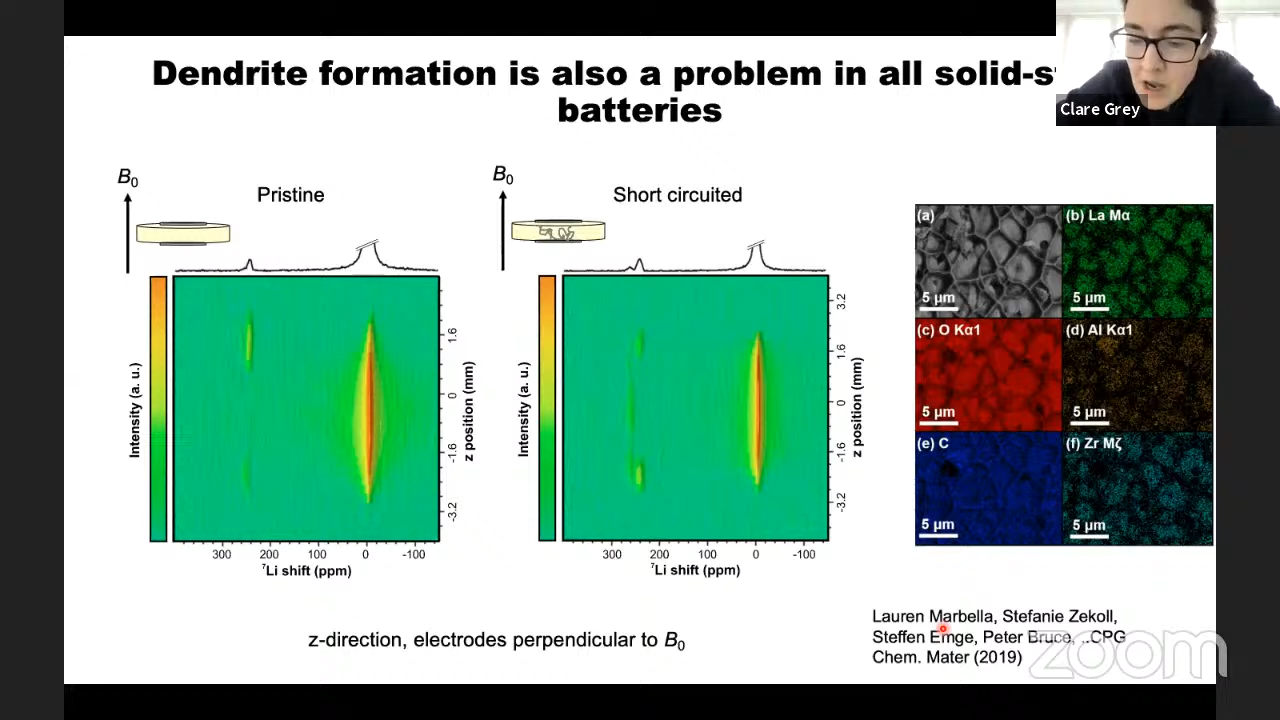 Dendrite formation is also a problem in all solid-s
batteries
Clare Grey
B0
Pristine
B0
Short circuited
Intensity (a. u.)
1.6
0
-1.6
-3.2
z position (mm)
300 200 100 0 -100
7Li shift (ppm)
Intensity (a. u.)
3.2
1.6
0
-1.6
-3.2
z position (mm)
300 200 100 0 -100
7Li shift (ppm)
(a)
5 µm
(b) La Mα
5 µm
(c) O Kα1
5 µm
(d) Al Kα1
5 µm
(e) C
5 µm
(f) Zr Mζ
5 µm
z-direction, electrodes perpendicular to B0
Lauren Marbella, Stefanie Zekoll,
Steffen Emge, Peter Bruce, ..CPG
Chem. Mater (2019)
zoom